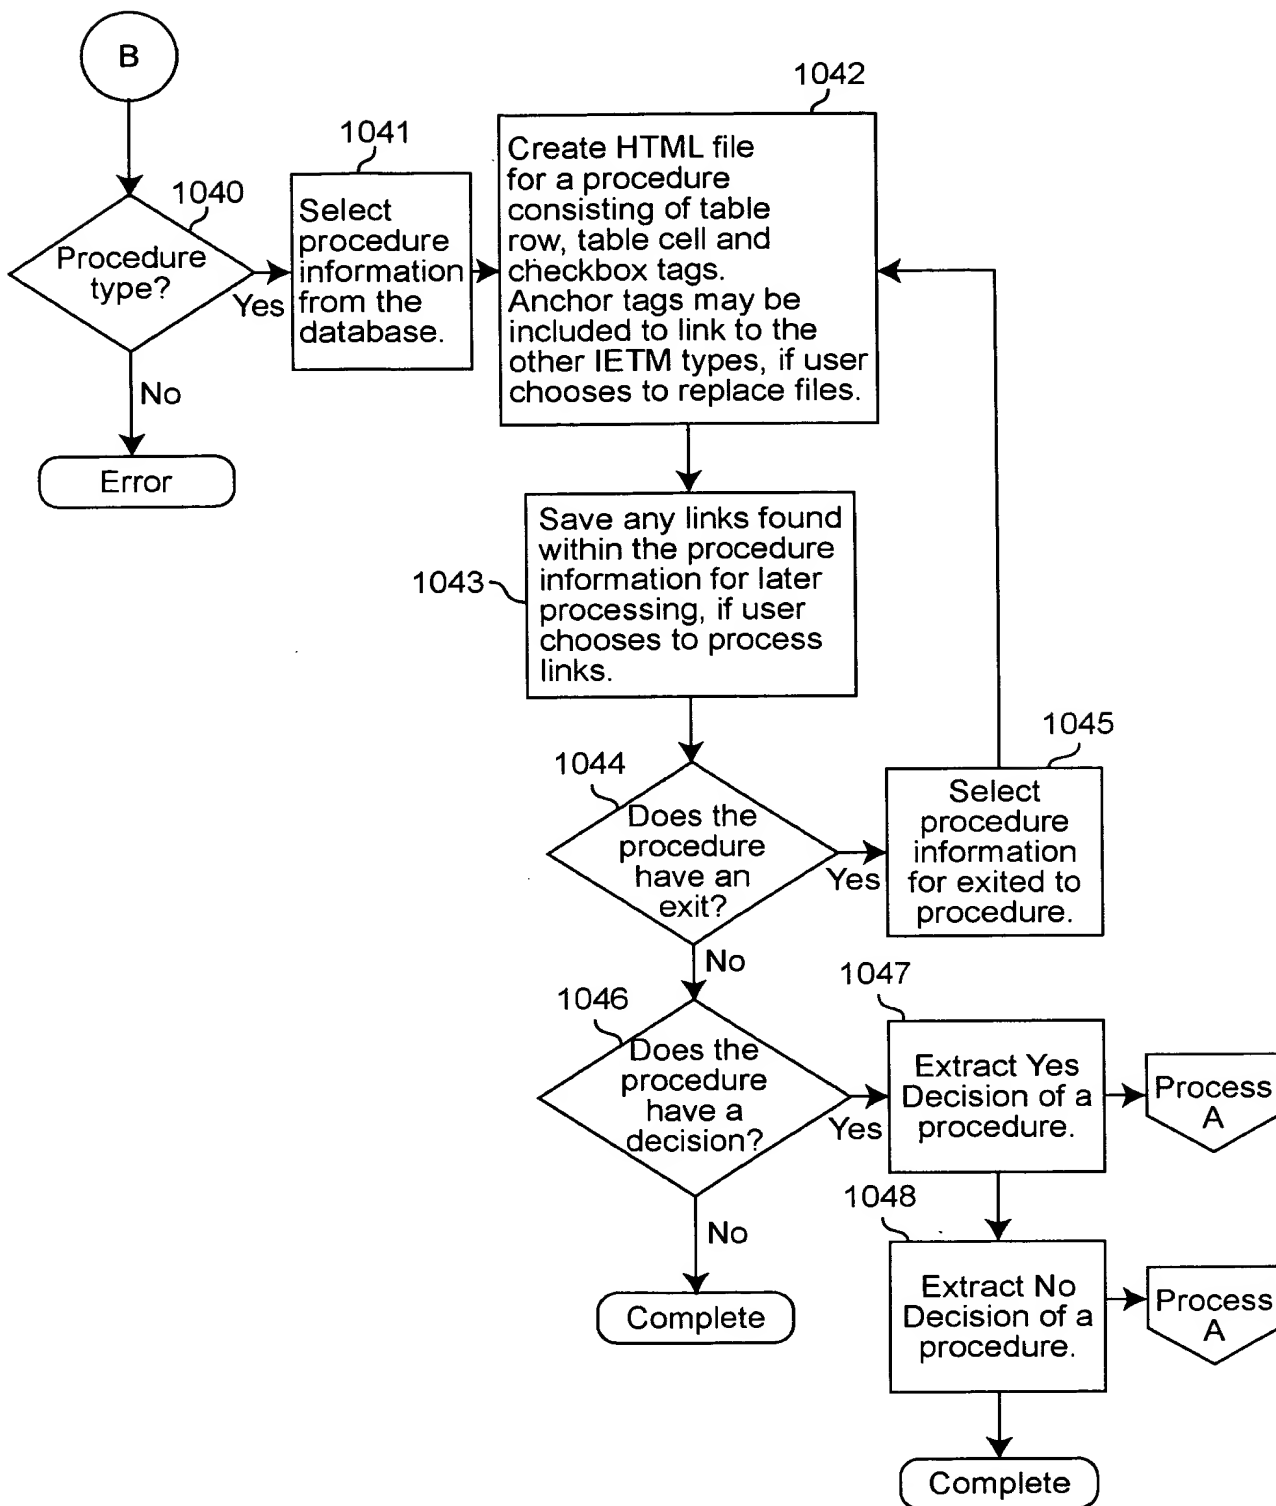 B
1040
Procedure
type?
Yes
No
Error
1041
Select
procedure
information
from the
database.
1042
Create HTML file
for a procedure
consisting of table
row, table cell and
checkbox tags.
Anchor tags may be
included to link to the
other IETM types, if user
chooses to replace files.
1043
Save any links found
within the procedure
information for later
processing, if user
chooses to process
links.
1044
Does the
procedure
have an
exit?
Yes
No
1045
Select
procedure
information
for exited to
procedure.
1046
Does the
procedure
have a
decision?
Yes
No
Complete
1047
Extract Yes
Decision of a
procedure.
Process
A
1048
Extract No
Decision of a
procedure.
Process
A
Complete